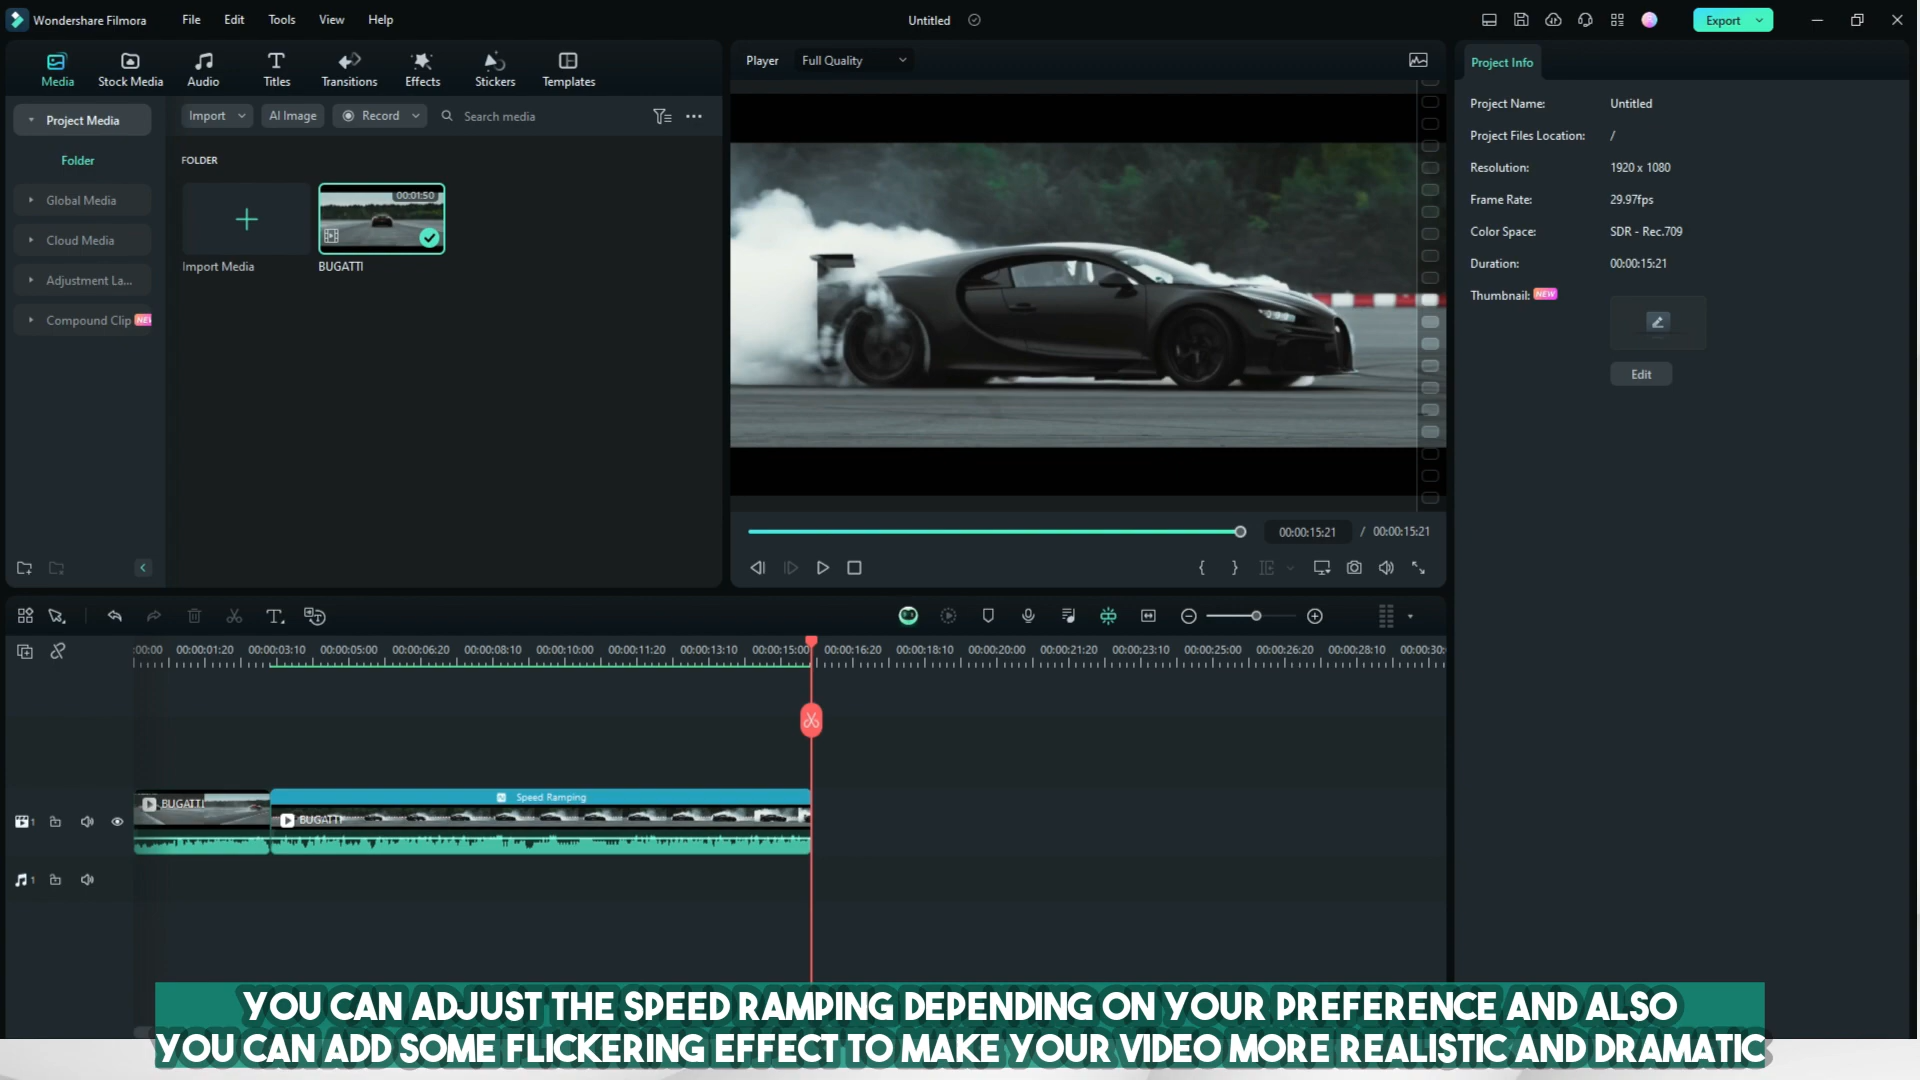 Wondershare Filmora File Edit Tools View Help Untitled Export
Media Stock Media Audio Titles Transitions Effects Stickers Templates
Player Full Quality
Project Info
Project Media
Import AI Image Record Search media
Folder
FOLDER
Global Media
Cloud Media
Adjustment La...
Compound Clip NEW
00:01:50
Import Media BUGATTI
Project Name: Untitled
Project Files Location: /
Resolution: 1920 x 1080
Frame Rate: 29.97fps
Color Space: SDR - Rec.709
Duration: 00:00:15:21
Thumbnail: NEW
Edit
00:00:15:21 / 00:00:15:21
:00:00 00:00:01:20 00:00:03:10 00:00:05:00 00:00:06:20 00:00:08:10 00:00:10:00 00:00:11:20 00:00:13:10 00:00:15:00 00:00:16:20 00:00:18:10 00:00:20:00 00:00:21:20 00:00:23:10 00:00:25:00 00:00:26:20 00:00:28:10 00:00:30:
Speed Ramping
BUGATTI
BUGATTI
1
1
YOU CAN ADJUST THE SPEED RAMPING DEPENDING ON YOUR PREFERENCE AND ALSO
YOU CAN ADD SOME FLICKERING EFFECT TO MAKE YOUR VIDEO MORE REALISTIC AND DRAMATIC